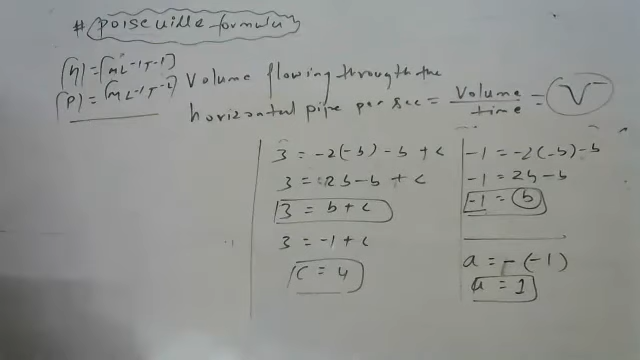 # Poiseuille formula
[η] = [ML⁻¹T⁻¹]
[P] = [ML⁻¹T⁻²]
Volume flowing through the
horizontal pipe per sec = Volume / time = V
3 = -2(-b) - b + c
3 = 2b - b + c
3 = b + c
3 = -1 + c
c = 4
-1 = -2(-b) - b
-1 = 2b - b
-1 = b
a = -(-1)
a = 1